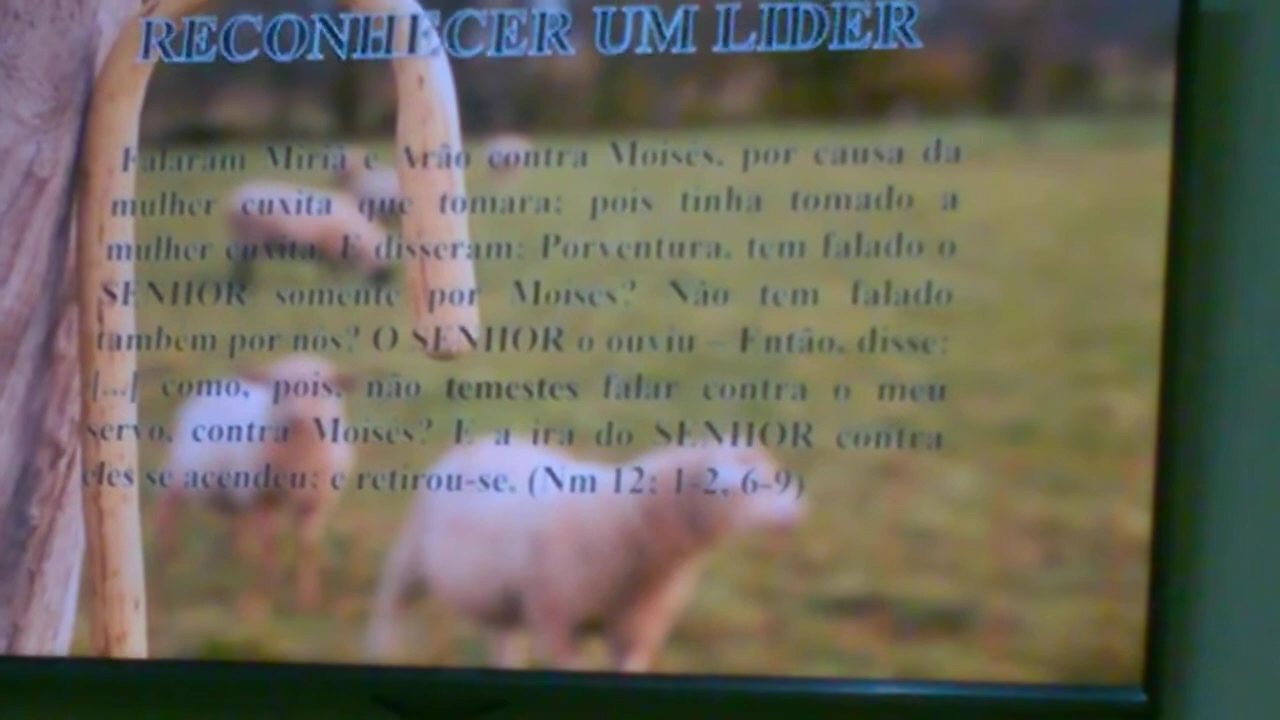 RECONHECER UM LIDER
Falaram Miriã e Arão contra Moisés, por causa da
mulher cuxita que tomara; pois tinha tomado a
mulher cuxita. E disseram: Porventura, tem falado o
SENHOR somente por Moisés? Não tem falado
também por nós? O SENHOR o ouviu – Então, disse:
[...] como, pois, não temestes falar contra o meu
servo, contra Moisés? E a ira do SENHOR contra
eles se acendeu; e retirou-se. (Nm 12: 1-2, 6-9)